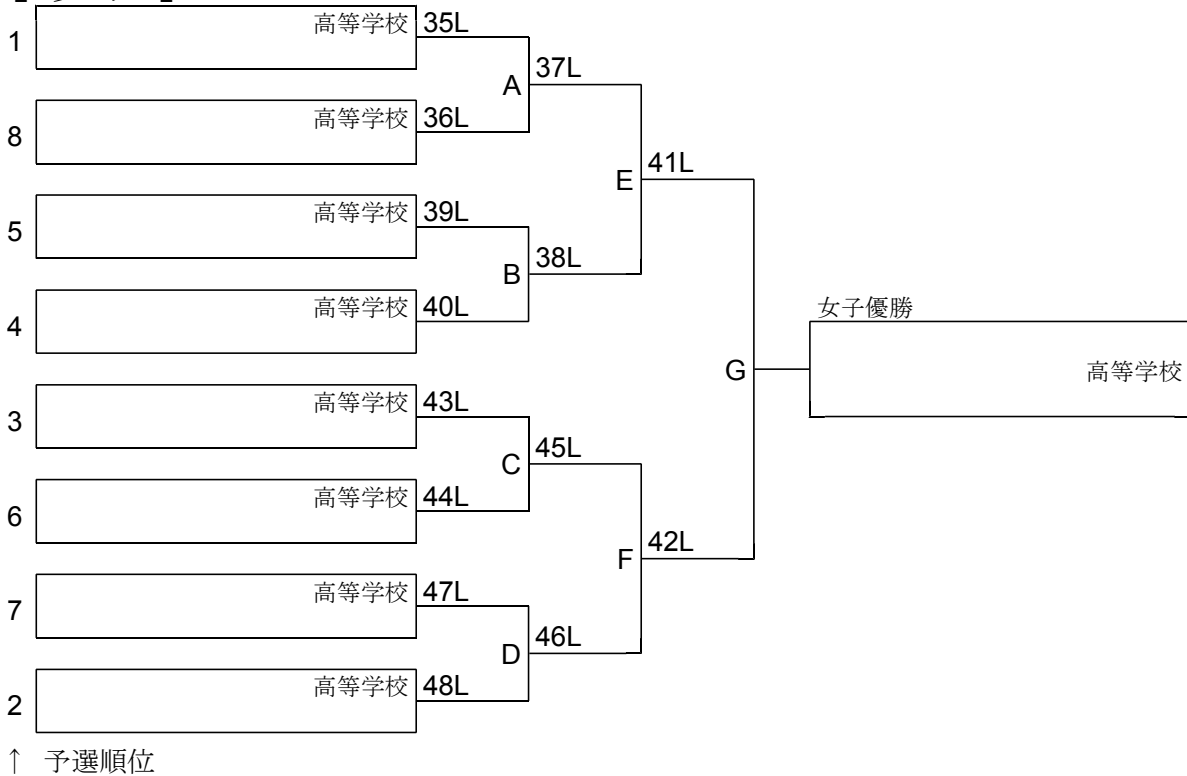 高等学校 35L
1
37L
A
高等学校 36L
8
41L
E
高等学校 39L
5
38L
B
高等学校 40L
4
女子優勝
G
高等学校
高等学校 43L
3
45L
C
高等学校 44L
6
42L
F
高等学校 47L
7
46L
D
高等学校 48L
2
↑ 予選順位